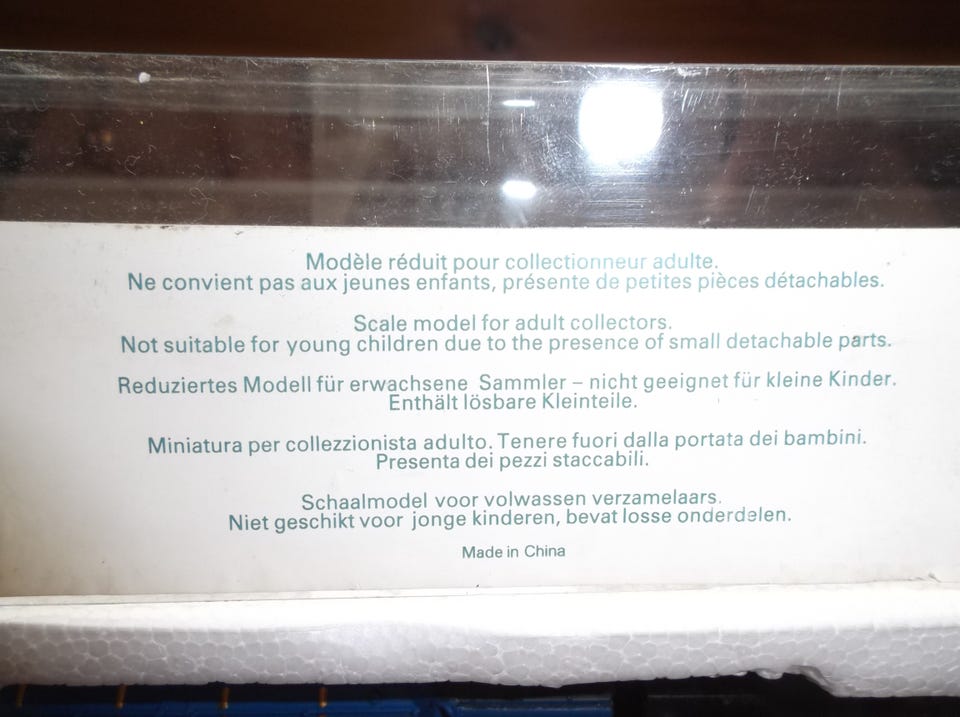 Modèle réduit pour collectionneur adulte.
Ne convient pas aux jeunes enfants, présente de petites pièces détachables.
Scale model for adult collectors.
Not suitable for young children due to the presence of small detachable parts.
Reduziertes Modell für erwachsene Sammler – nicht geeignet für kleine Kinder.
Enthält lösbare Kleinteile.
Miniatura per collezzionista adulto. Tenere fuori dalla portata dei bambini.
Presenta dei pezzi staccabili.
Schaalmodel voor volwassen verzamelaars.
Niet geschikt voor jonge kinderen, bevat losse onderdelen.
Made in China